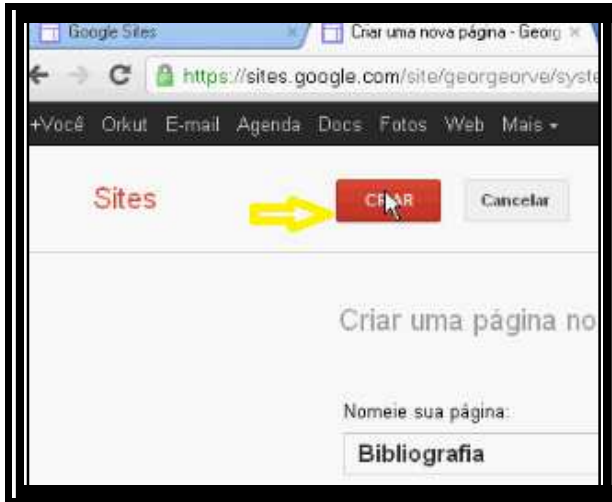 Google Sites × Criar uma nova página - Georg ×
https://sites.google.com/site/georgeorve/syste
+Você Orkut E-mail Agenda Docs Fotos Web Mais
Sites CRIAR Cancelar
Criar uma página no
Nomeie sua página:
Bibliografia